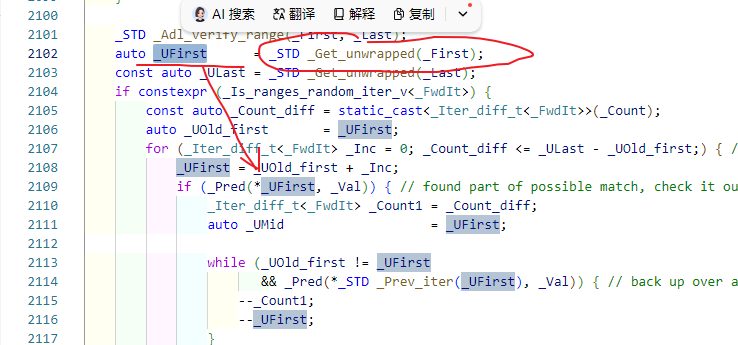 AI 搜索 翻译 解释 复制
2101 _STD _Adl_verify_range(_First, _Last);
2102 auto _UFirst = _STD _Get_unwrapped(_First);
2103 const auto _ULast = _STD _Get_unwrapped(_Last);
2104 if constexpr (_Is_ranges_random_iter_v<_FwdIt>) {
2105 const auto _Count_diff = static_cast<_Iter_diff_t<_FwdIt>>(_Count);
2106 auto _UOld_first = _UFirst;
2107 for (_Iter_diff_t<_FwdIt> _Inc = 0; _Count_diff <= _ULast - _UOld_first;) { /
2108 _UFirst = _UOld_first + _Inc;
2109 if (_Pred(*_UFirst, _Val)) { // found part of possible match, check it ou
2110 _Iter_diff_t<_FwdIt> _Count1 = _Count_diff;
2111 auto _UMid = _UFirst;
2112
2113 while (_UOld_first != _UFirst
2114 && _Pred(*_STD _Prev_iter(_UFirst), _Val)) { // back up over a
2115 --_Count1;
2116 --_UFirst;
2117 }